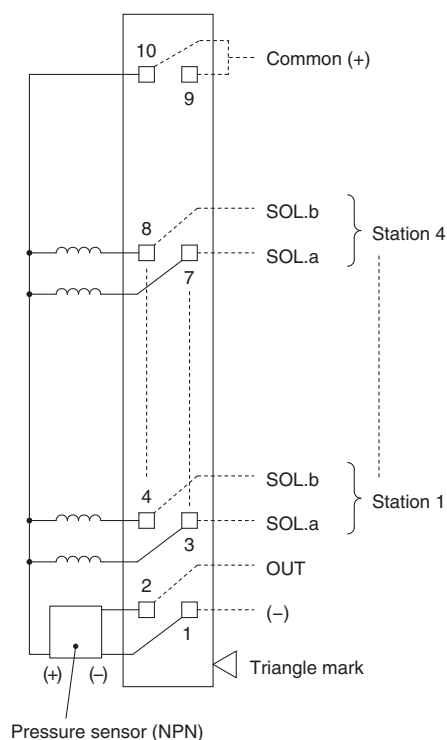 10
Common (+)
9
8
SOL.b
Station 4
SOL.a
7
SOL.b
4
Station 1
SOL.a
3
OUT
2
(–)
1
Triangle mark
(+) (–)
Pressure sensor (NPN)